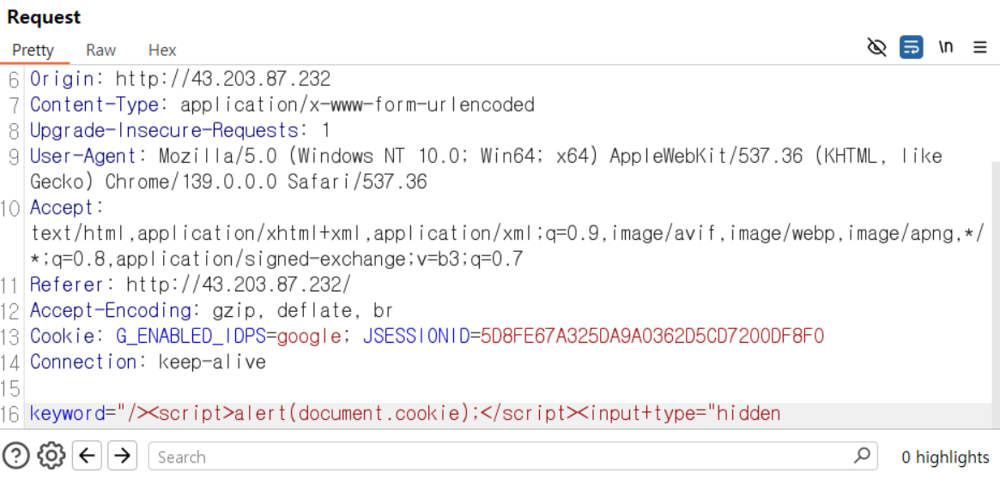 Request
Pretty Raw Hex
\n
6 Origin: http://43.203.87.232
7 Content-Type: application/x-www-form-urlencoded
8 Upgrade-Insecure-Requests: 1
9 User-Agent: Mozilla/5.0 (Windows NT 10.0; Win64; x64) AppleWebKit/537.36 (KHTML, like
Gecko) Chrome/139.0.0.0 Safari/537.36
10 Accept:
text/html,application/xhtml+xml,application/xml;q=0.9,image/avif,image/webp,image/apng,*/
*;q=0.8,application/signed-exchange;v=b3;q=0.7
11 Referer: http://43.203.87.232/
12 Accept-Encoding: gzip, deflate, br
13 Cookie: G_ENABLED_IDPS=google; JSESSIONID=5D8FE67A325DA9A0362D5CD7200DF8F0
14 Connection: keep-alive
15
16 keyword="/><script>alert(document.cookie);</script><input+type="hidden
Search
0 highlights